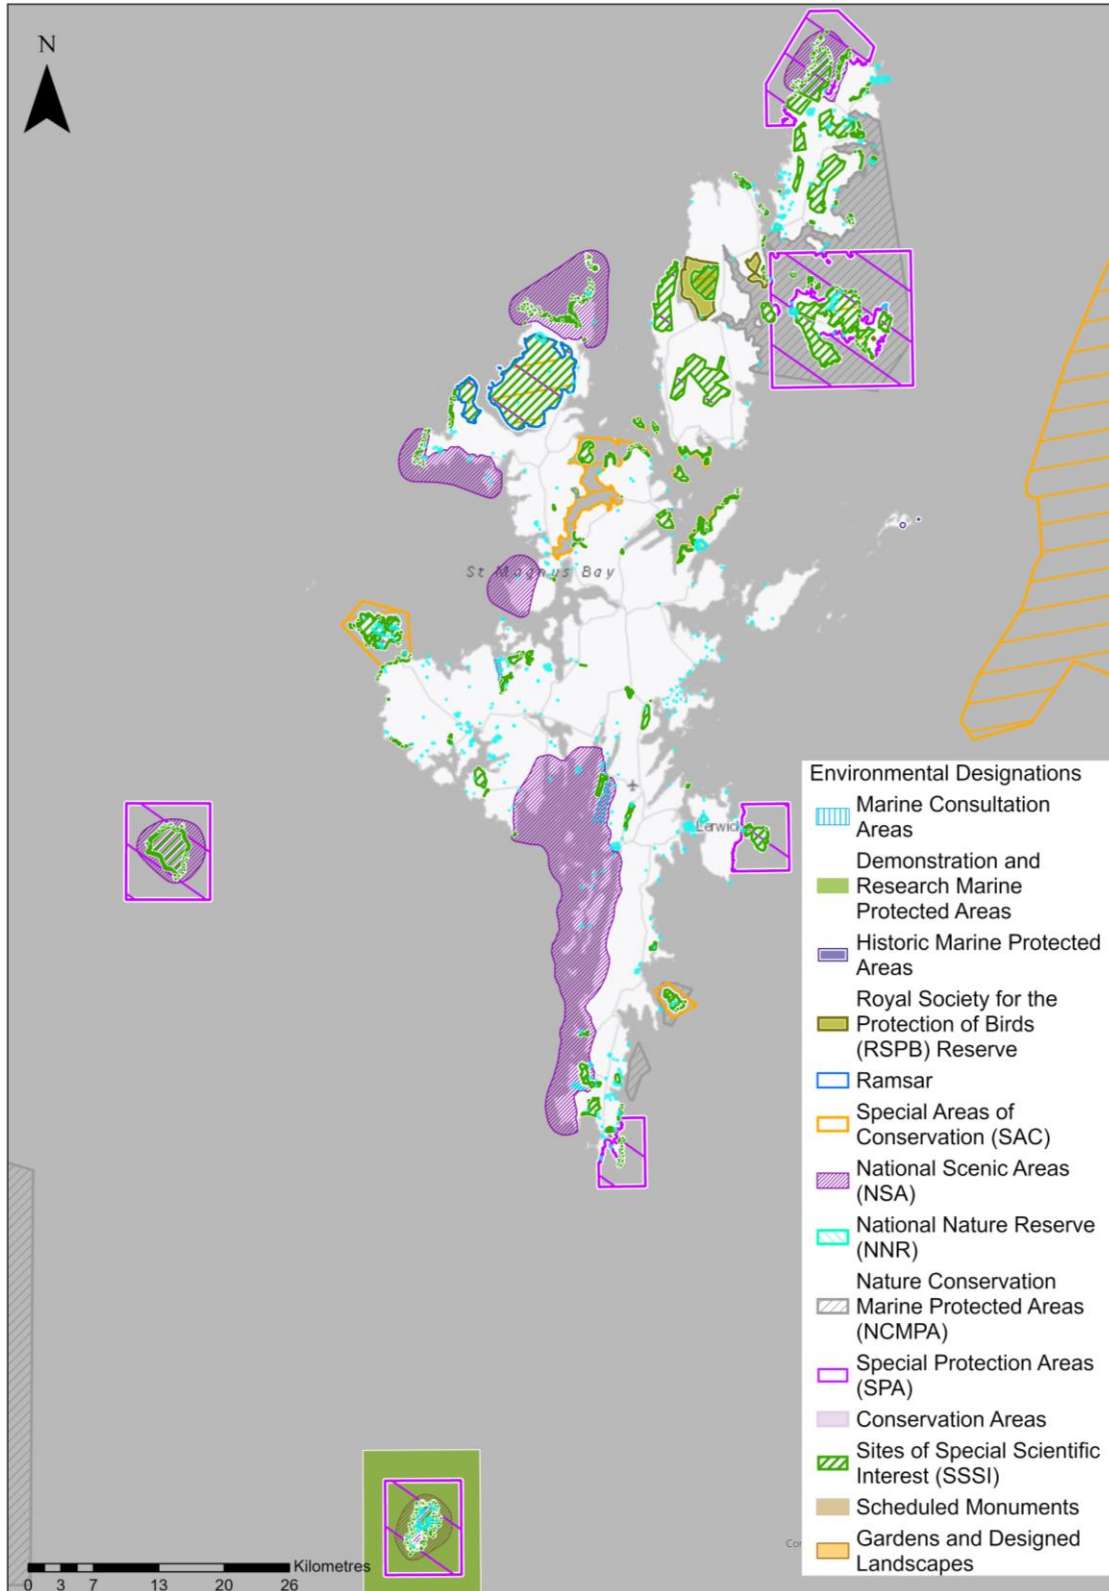 N
St Magnus Bay
Lerwick
Environmental Designations
Marine Consultation
Areas
Demonstration and
Research Marine
Protected Areas
Historic Marine Protected
Areas
Royal Society for the
Protection of Birds
(RSPB) Reserve
Ramsar
Special Areas of
Conservation (SAC)
National Scenic Areas
(NSA)
National Nature Reserve
(NNR)
Nature Conservation
Marine Protected Areas
(NCMPA)
Special Protection Areas
(SPA)
Conservation Areas
Sites of Special Scientific
Interest (SSSI)
Scheduled Monuments
Gardens and Designed
Landscapes
Kilometres
0 3 7 13 20 26